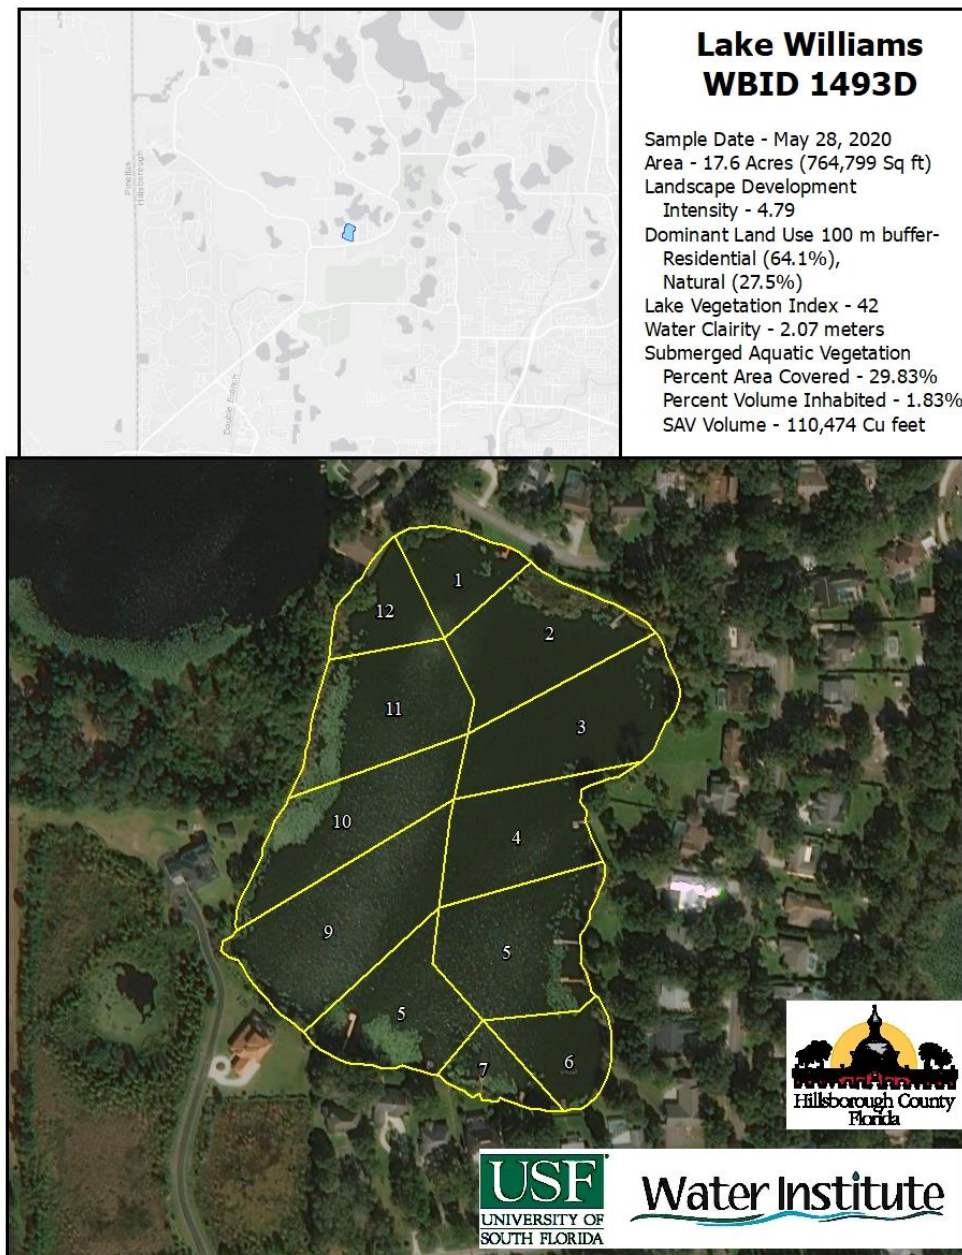 Lake Williams
WBID 1493D
Sample Date - May 28, 2020
Area - 17.6 Acres (764,799 Sq ft)
Landscape Development
Intensity - 4.79
Dominant Land Use 100 m buffer-
Residential (64.1%),
Natural (27.5%)
Lake Vegetation Index - 42
Water Clairity - 2.07 meters
Submerged Aquatic Vegetation
Percent Area Covered - 29.83%
Percent Volume Inhabited - 1.83%
SAV Volume - 110,474 Cu feet
Pinellas
Hillsborough
Double Branch
1
12
2
11
3
10
4
9
5
5
7
6
Hillsborough County
Florida
USF
UNIVERSITY OF
SOUTH FLORIDA
Water Institute